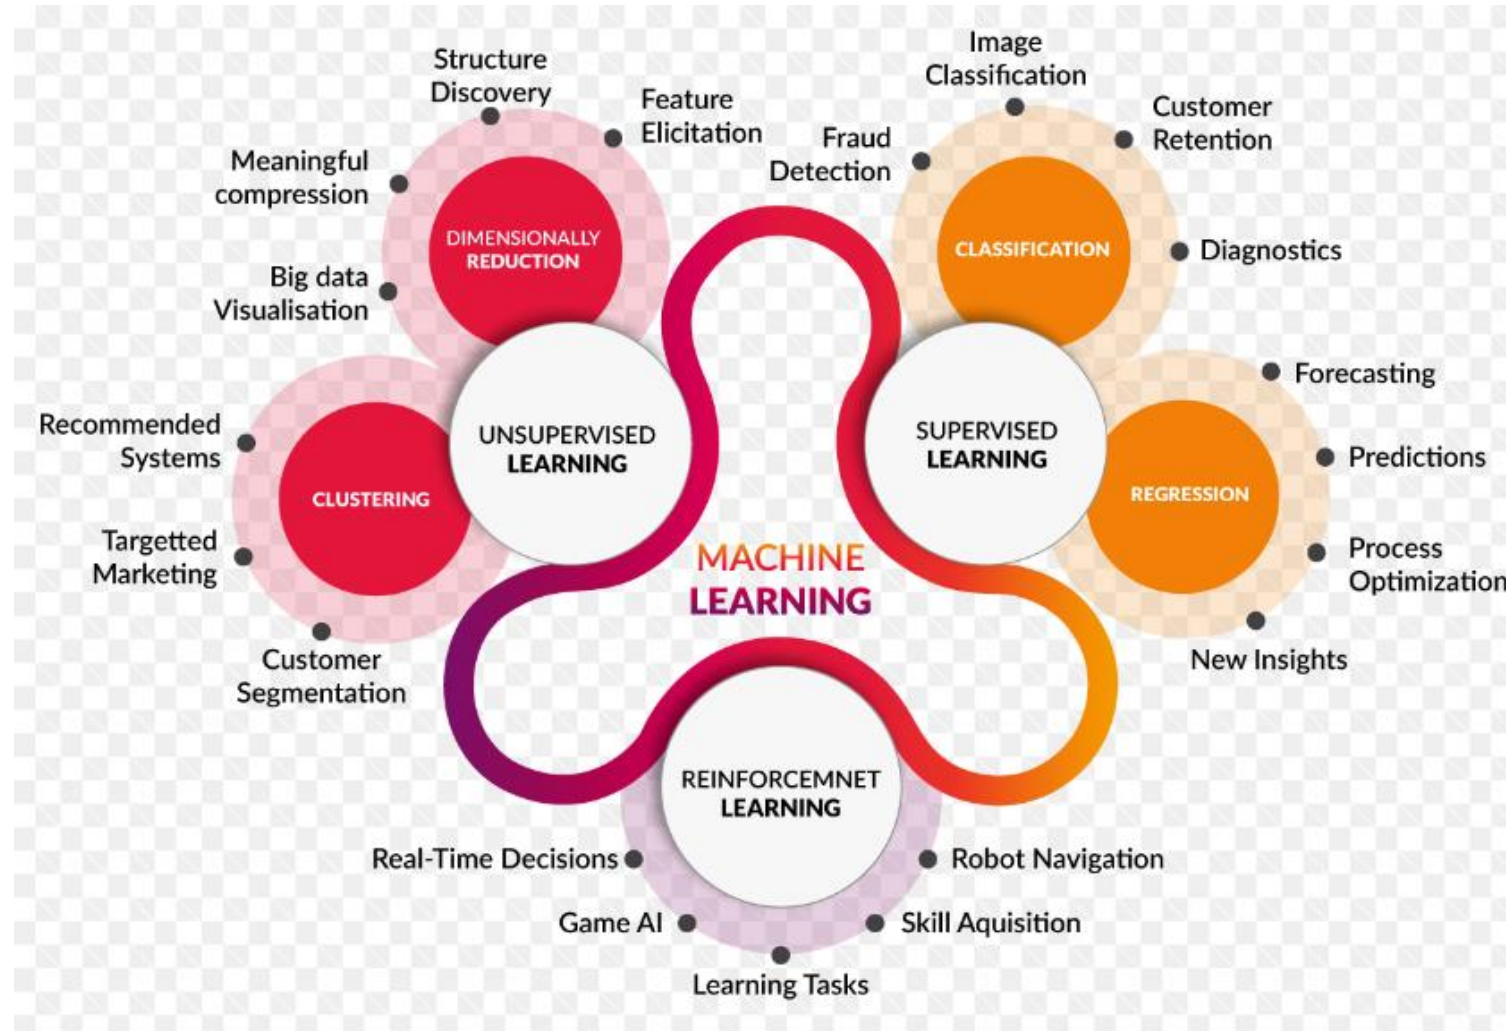 Structure
Discovery
Feature
Elicitation
Meaningful
compression
Big data
Visualisation
DIMENSIONALLY
REDUCTION
Recommended
Systems
Targetted
Marketing
Customer
Segmentation
CLUSTERING
UNSUPERVISED
LEARNING
Image
Classification
Fraud
Detection
Customer
Retention
Diagnostics
CLASSIFICATION
SUPERVISED
LEARNING
Forecasting
Predictions
Process
Optimization
New Insights
REGRESSION
MACHINE
LEARNING
REINFORCEMNET
LEARNING
Real-Time Decisions
Game AI
Learning Tasks
Skill Aquisition
Robot Navigation